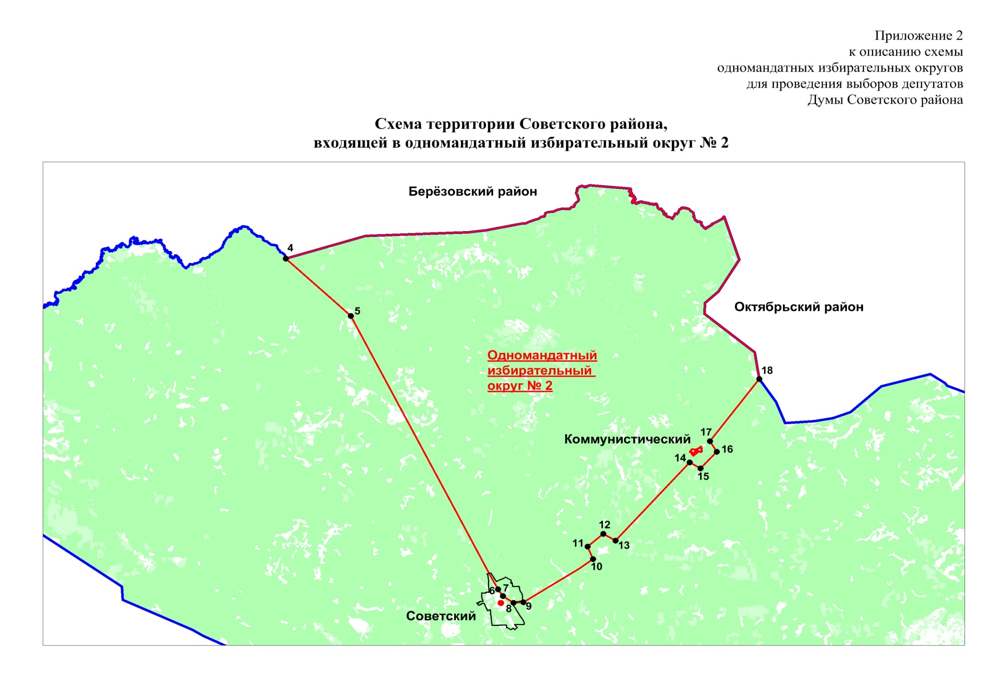 Приложение 2
к описанию схемы
одномандатных избирательных округов
для проведения выборов депутатов
Думы Советского района
Схема территории Советского района,
входящей в одномандатный избирательный округ № 2
Берёзовский район
4
5
Октябрьский район
Одномандатный
избирательный
округ № 2
18
17
Коммунистический
16
14
15
12
11
13
10
7
6
9
8
Советский